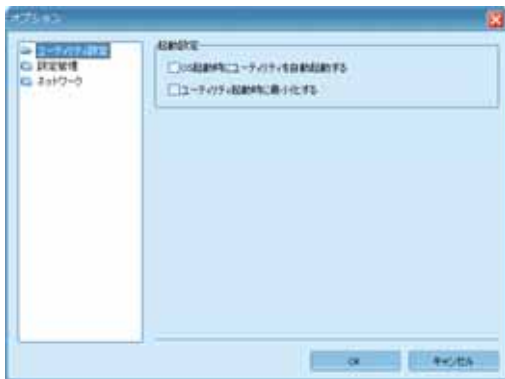 オプション
ユーティリティ設定
設定管理
ネットワーク
起動設定
OS起動時にユーティリティを自動起動する
ユーティリティ起動時に最小化する
OK
キャンセル